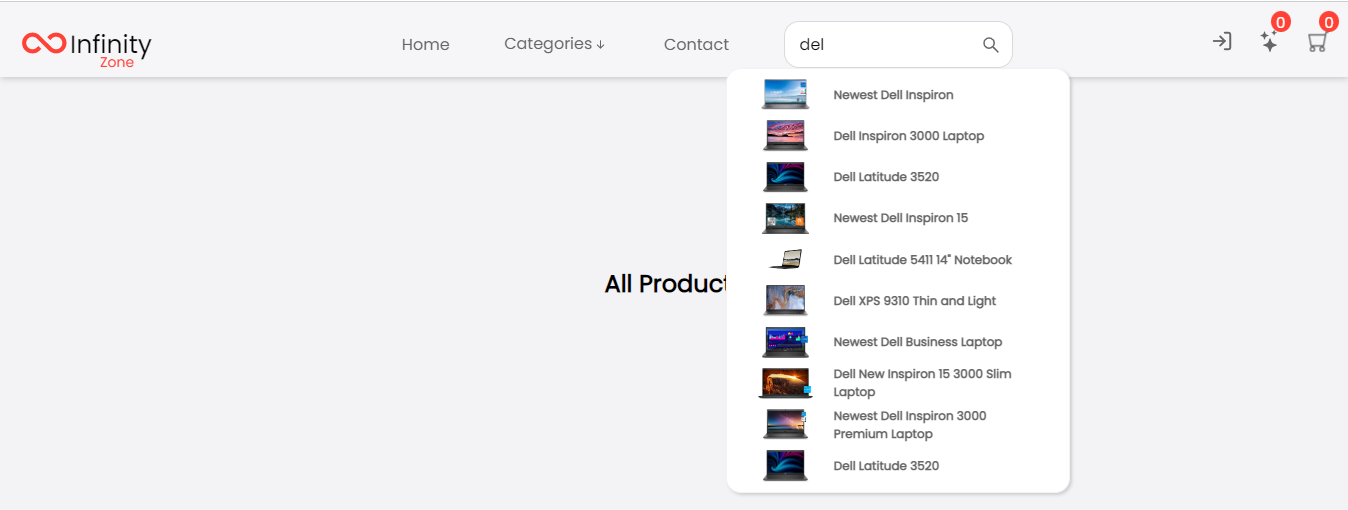 Infinity
Zone
Home
Categories ↓
Contact
del
0
0
Newest Dell Inspiron
Dell Inspiron 3000 Laptop
Dell Latitude 3520
Newest Dell Inspiron 15
Dell Latitude 5411 14" Notebook
All Product
Dell XPS 9310 Thin and Light
Newest Dell Business Laptop
Dell New Inspiron 15 3000 Slim
Laptop
Newest Dell Inspiron 3000
Premium Laptop
Dell Latitude 3520